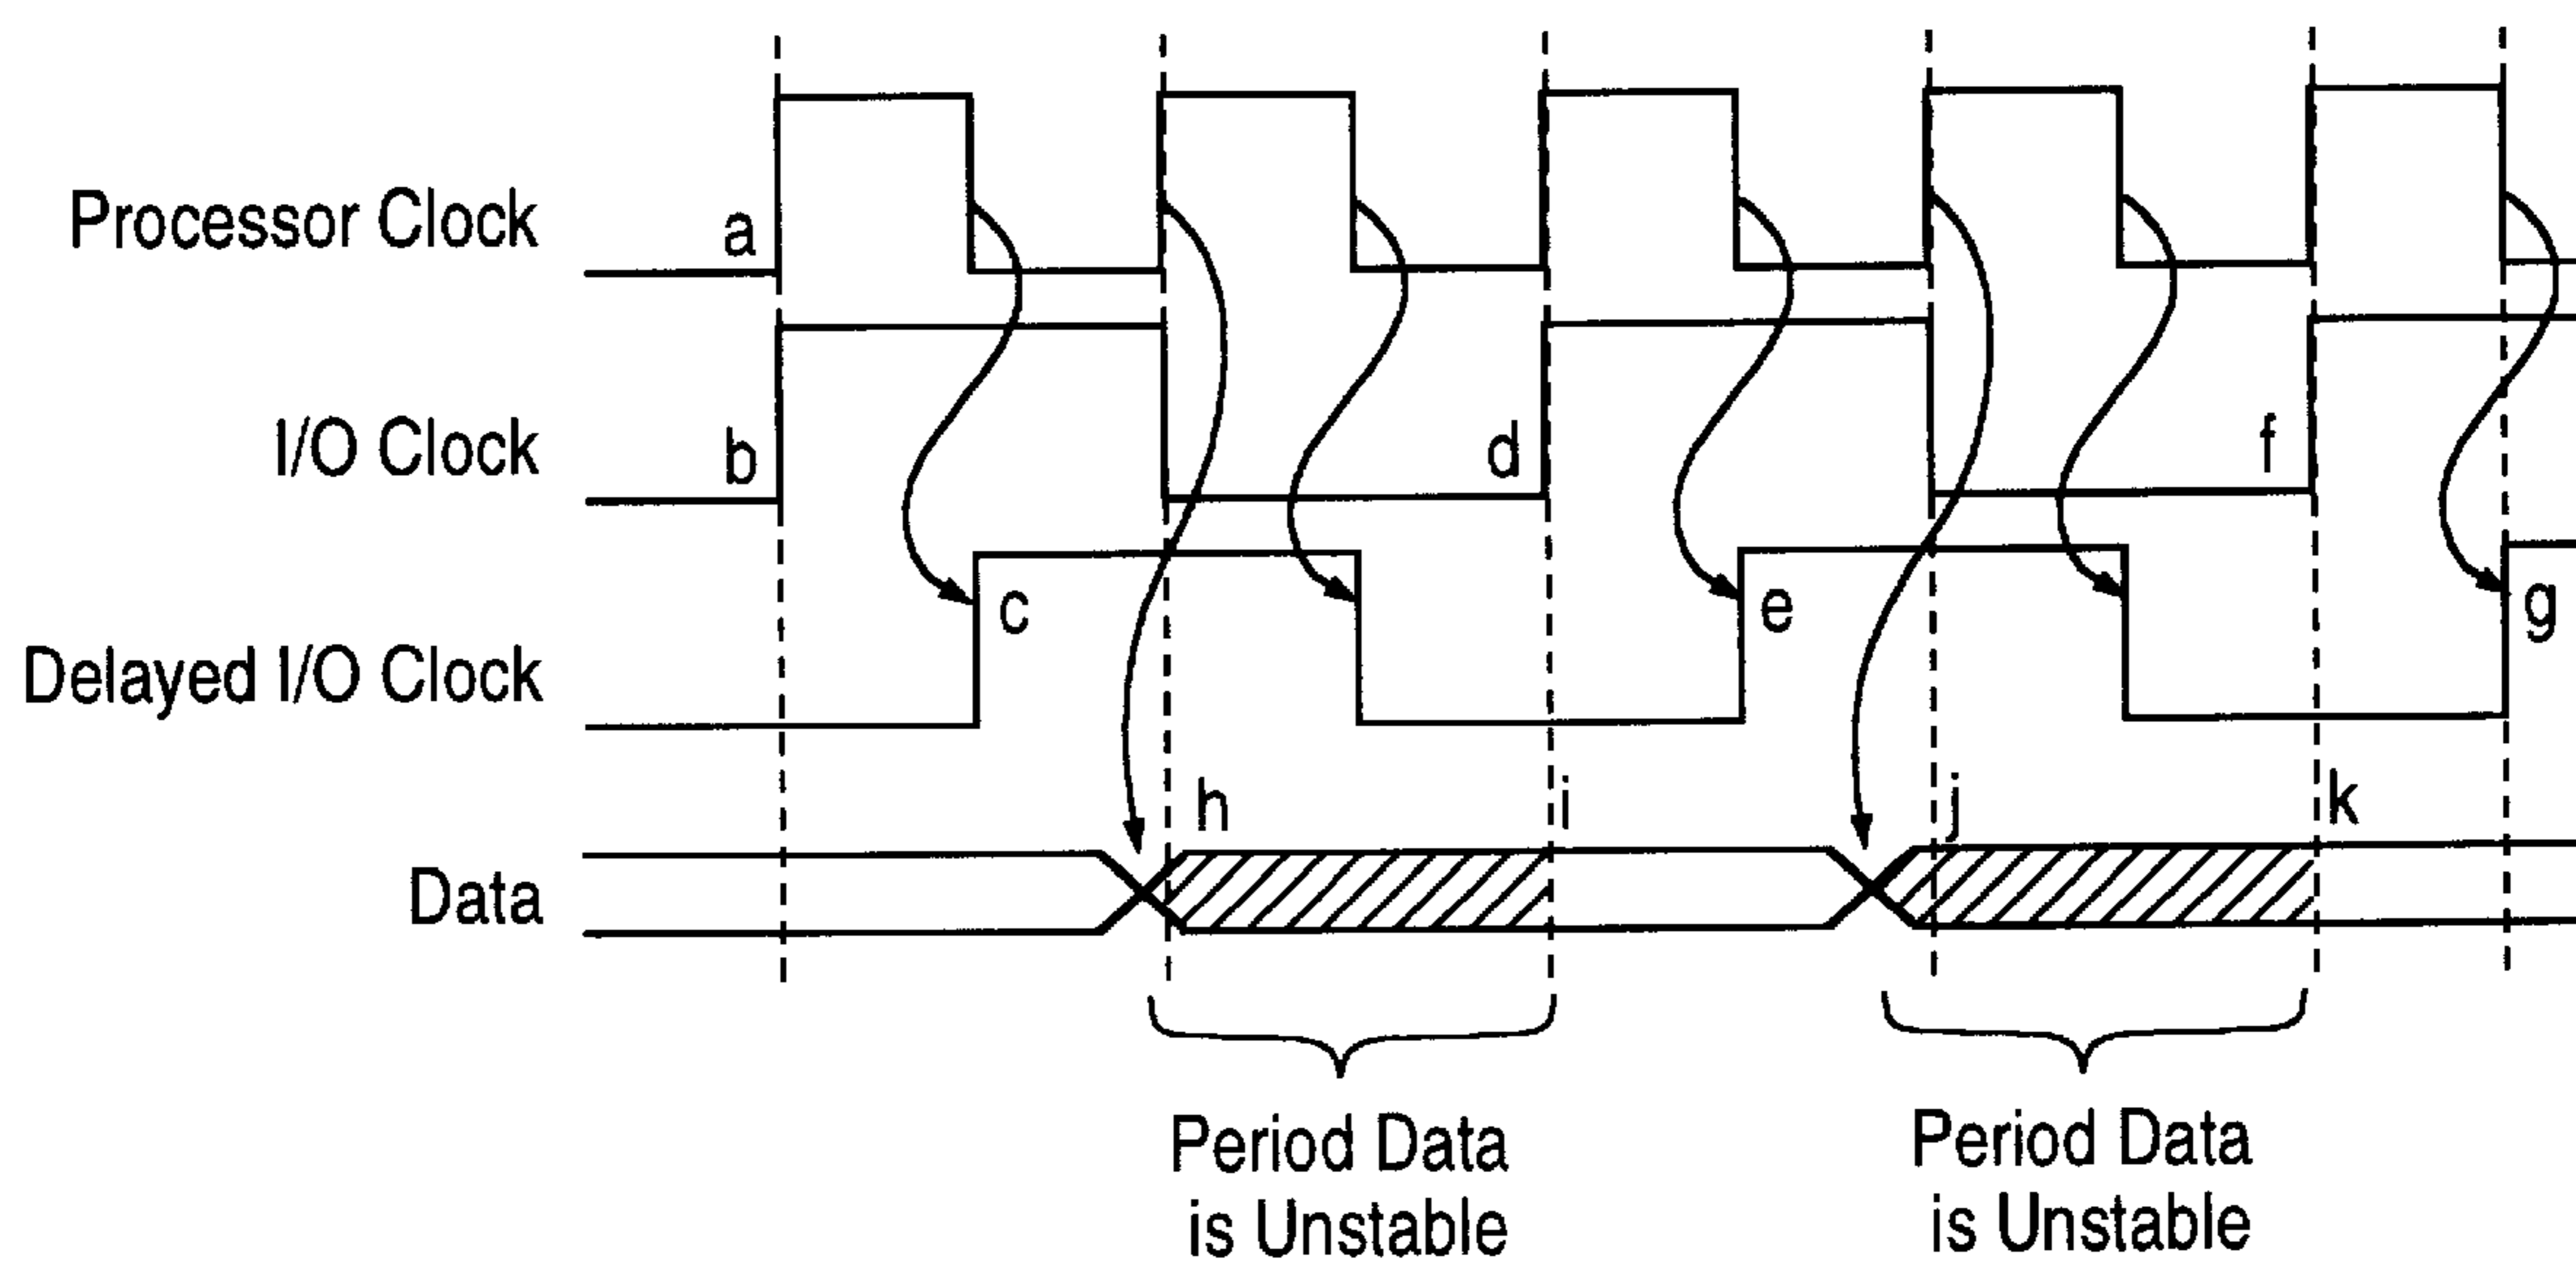 Processor Clock
a
I/O Clock
b
d
f
Delayed I/O Clock
c
e
g
Data
h
i
j
k
Period Data
is Unstable
Period Data
is Unstable